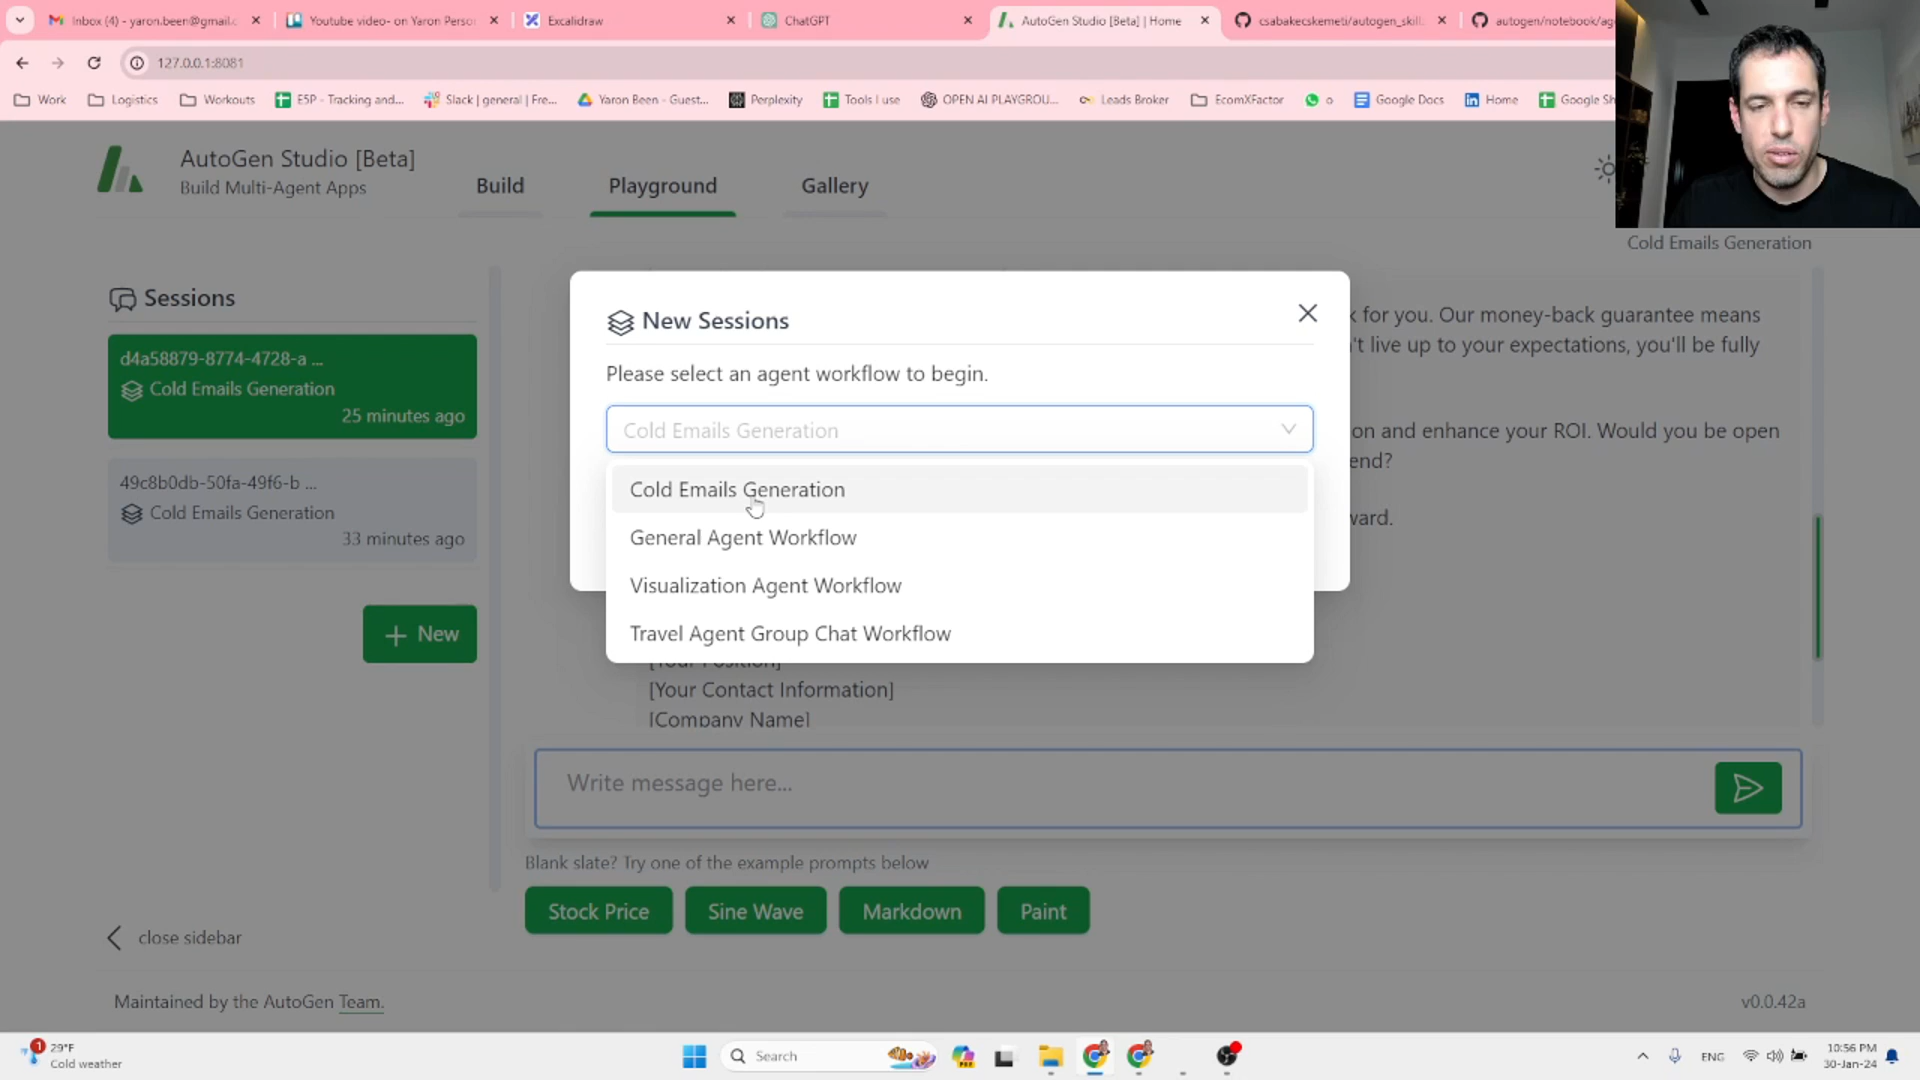 Inbox (4) - yaron.been@gmail.c
Youtube video- on Yaron Perso
Excalidraw
ChatGPT
AutoGen Studio [Beta] | Home
csabakecskemeti/autogen_skill
autogen/notebook/ag
127.0.0.1:8081
Work
Logistics
Workouts
E5P - Tracking and...
Slack | general | Fre...
Yaron Been - Guest...
Perplexity
Tools I use
OPEN AI PLAYGROU...
Leads Broker
EcomXFactor
o
Google Docs
Home
Google Sh
AutoGen Studio [Beta]
Build Multi-Agent Apps
Build
Playground
Gallery
Cold Emails Generation
Sessions
d4a58879-8774-4728-a ...
Cold Emails Generation
25 minutes ago
49c8b0db-50fa-49f6-b ...
Cold Emails Generation
33 minutes ago
+ New
close sidebar
New Sessions
Please select an agent workflow to begin.
Cold Emails Generation
Cold Emails Generation
General Agent Workflow
Visualization Agent Workflow
Travel Agent Group Chat Workflow
k for you. Our money-back guarantee means
't live up to your expectations, you'll be fully
on and enhance your ROI. Would you be open
end?
ward.
[Your Position]
[Your Contact Information]
[Company Name]
Write message here...
Blank slate? Try one of the example prompts below
Stock Price
Sine Wave
Markdown
Paint
Maintained by the AutoGen Team.
v0.0.42a
1
29°F
Cold weather
Search
ENG
10:56 PM
30-Jan-24